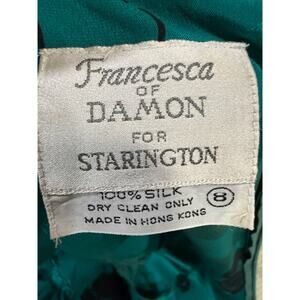 Francesca
OF
DAMON
FOR
STARINGTON
100% SILK
DRY CLEAN ONLY 8
MADE IN HONG KONG